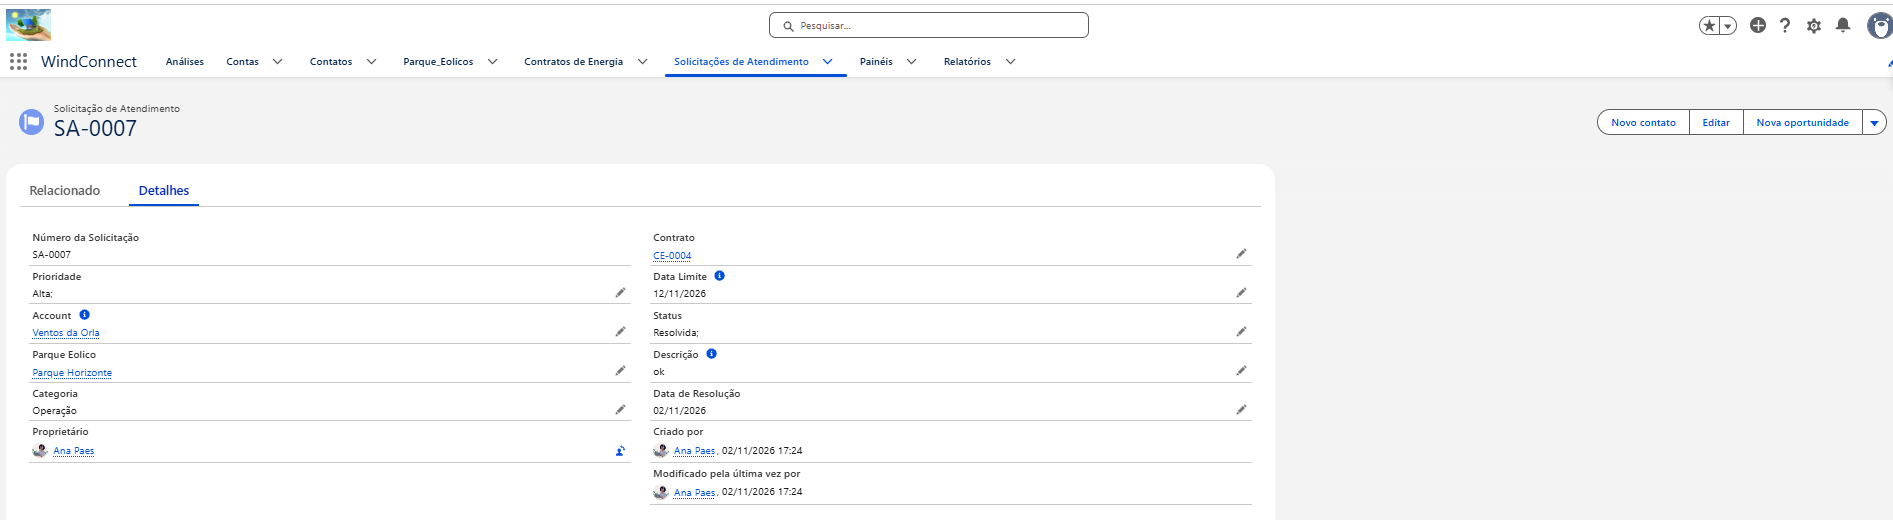 Pesquisar...
WindConnect
Análises
Contas
Contatos
Parque_Eolicos
Contratos de Energia
Solicitações de Atendimento
Painéis
Relatórios
Solicitação de Atendimento
SA-0007
Novo contato
Editar
Nova oportunidade
Relacionado
Detalhes
Número da Solicitação
SA-0007
Contrato
CE-0004
Prioridade
Alta;
Data Limite
12/11/2026
Account
Ventos da Orla
Status
Resolvida;
Parque Eolico
Parque Horizonte
Descrição
ok
Categoria
Operação
Data de Resolução
02/11/2026
Proprietário
Ana Paes
Criado por
Ana Paes, 02/11/2026 17:24
Modificado pela última vez por
Ana Paes, 02/11/2026 17:24